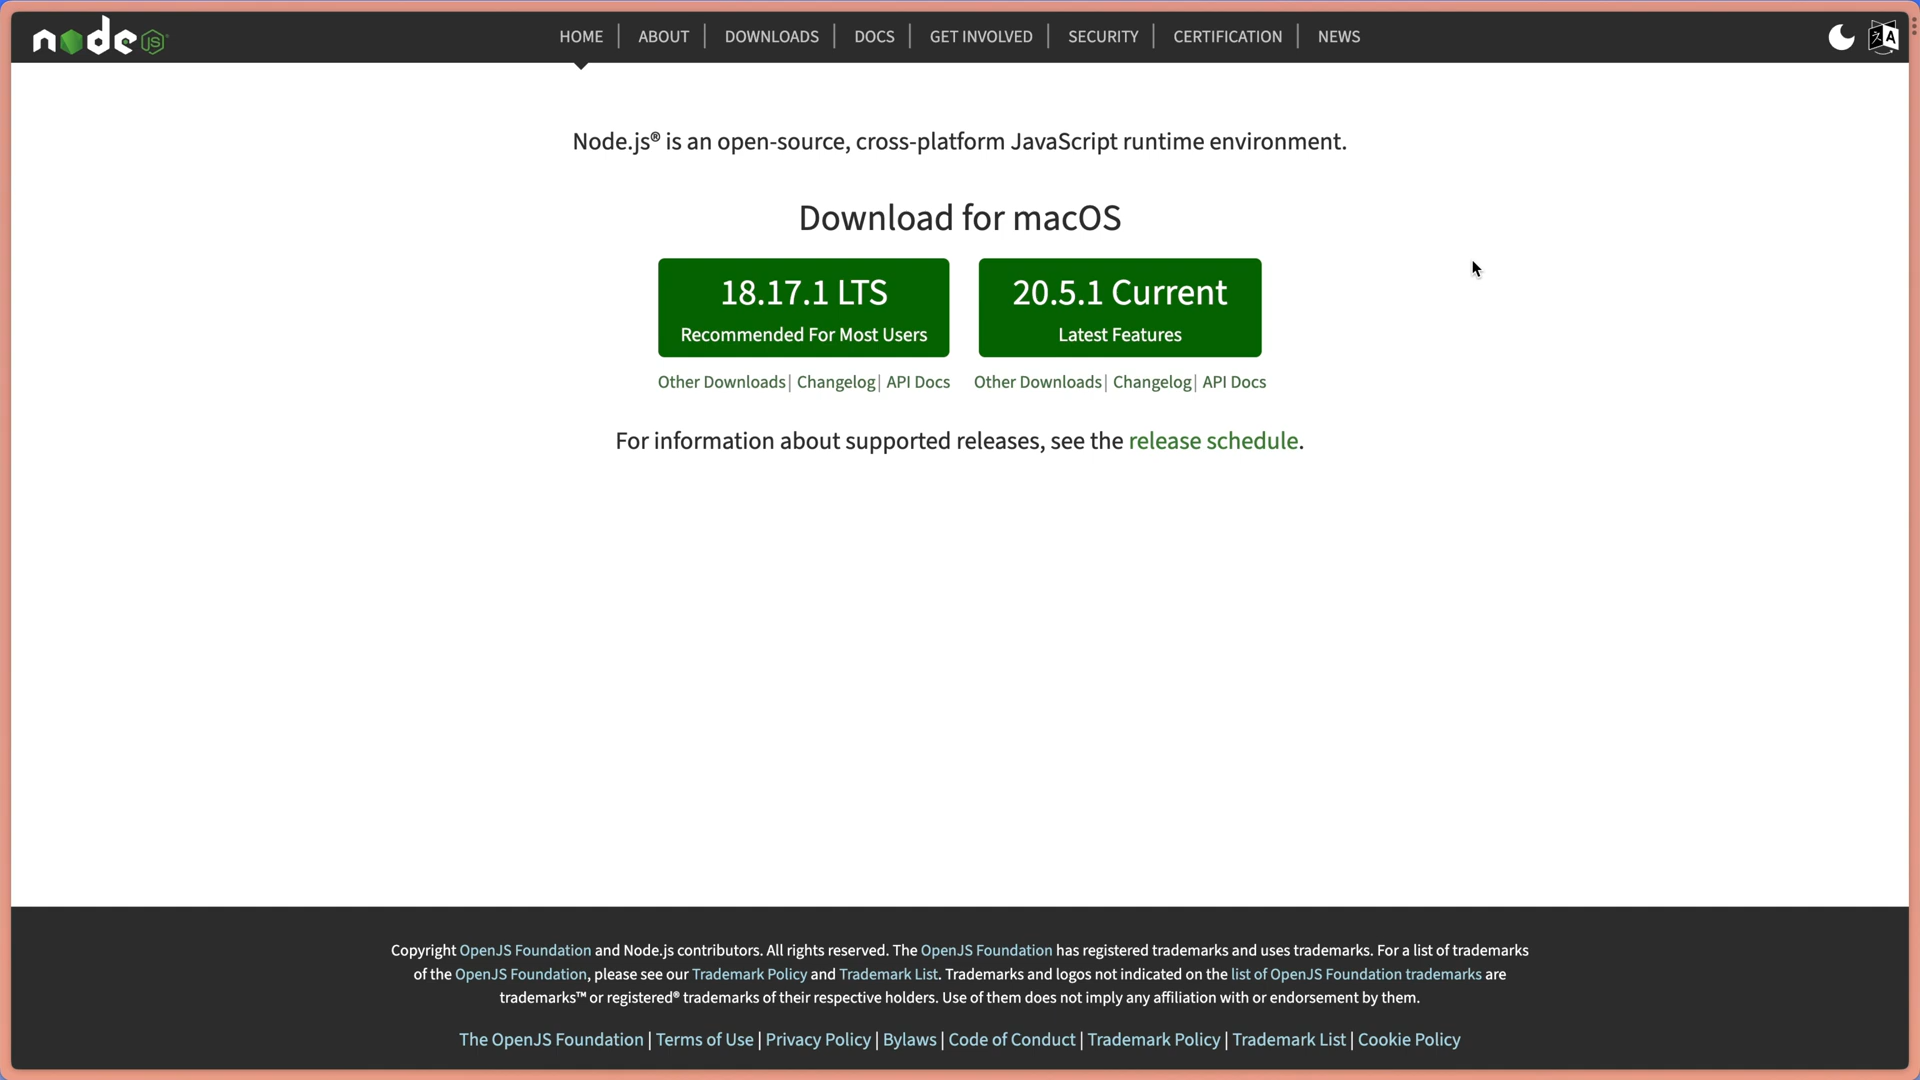 node JS
HOME | ABOUT | DOWNLOADS | DOCS | GET INVOLVED | SECURITY | CERTIFICATION | NEWS
文A
Node.js® is an open-source, cross-platform JavaScript runtime environment.
Download for macOS
18.17.1 LTS
Recommended For Most Users
20.5.1 Current
Latest Features
Other Downloads | Changelog | API Docs
Other Downloads | Changelog | API Docs
For information about supported releases, see the release schedule.
Copyright OpenJS Foundation and Node.js contributors. All rights reserved. The OpenJS Foundation has registered trademarks and uses trademarks. For a list of trademarks
of the OpenJS Foundation, please see our Trademark Policy and Trademark List. Trademarks and logos not indicated on the list of OpenJS Foundation trademarks are
trademarks™ or registered® trademarks of their respective holders. Use of them does not imply any affiliation with or endorsement by them.
The OpenJS Foundation | Terms of Use | Privacy Policy | Bylaws | Code of Conduct | Trademark Policy | Trademark List | Cookie Policy